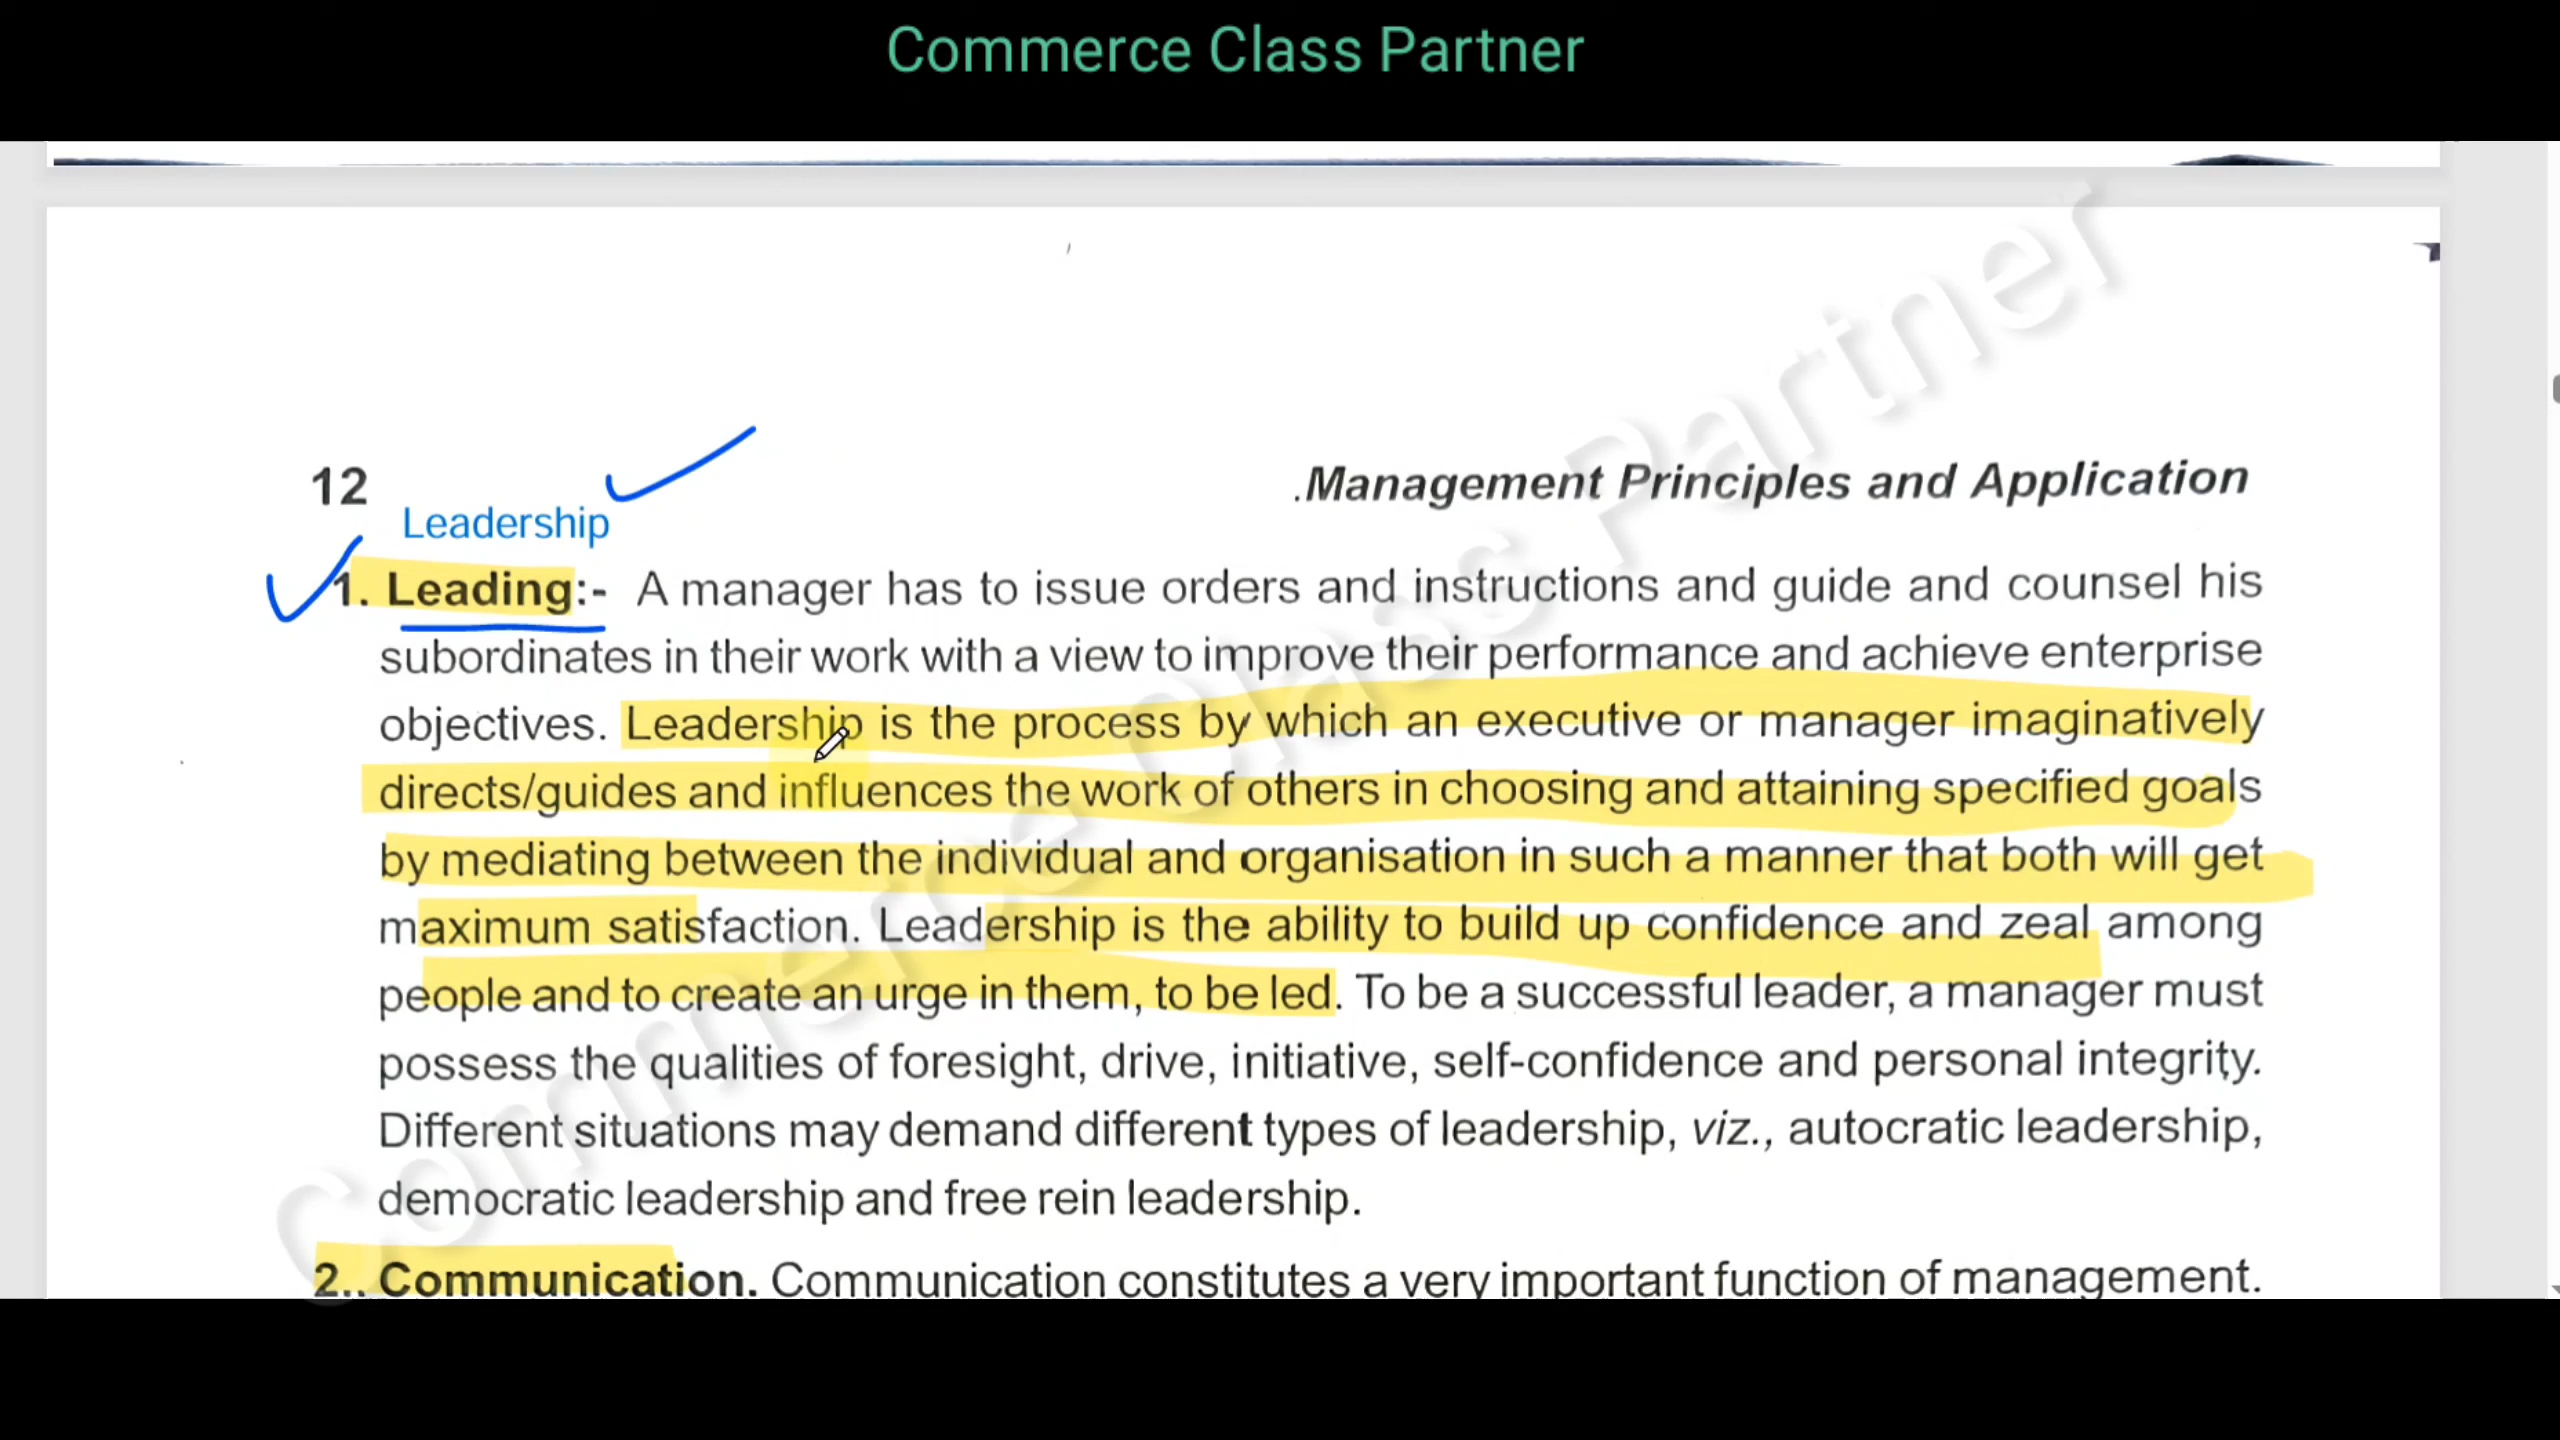 Commerce Class Partner
12
.Management Principles and Application
Leadership
1. Leading:- A manager has to issue orders and instructions and guide and counsel his
subordinates in their work with a view to improve their performance and achieve enterprise
objectives. Leadership is the process by which an executive or manager imaginatively
directs/guides and influences the work of others in choosing and attaining specified goals
by mediating between the individual and organisation in such a manner that both will get
maximum satisfaction. Leadership is the ability to build up confidence and zeal among
people and to create an urge in them, to be led. To be a successful leader, a manager must
possess the qualities of foresight, drive, initiative, self-confidence and personal integrity.
Different situations may demand different types of leadership, viz., autocratic leadership,
democratic leadership and free rein leadership.
2.. Communication. Communication constitutes a very important function of management.
Commerce Class Partner